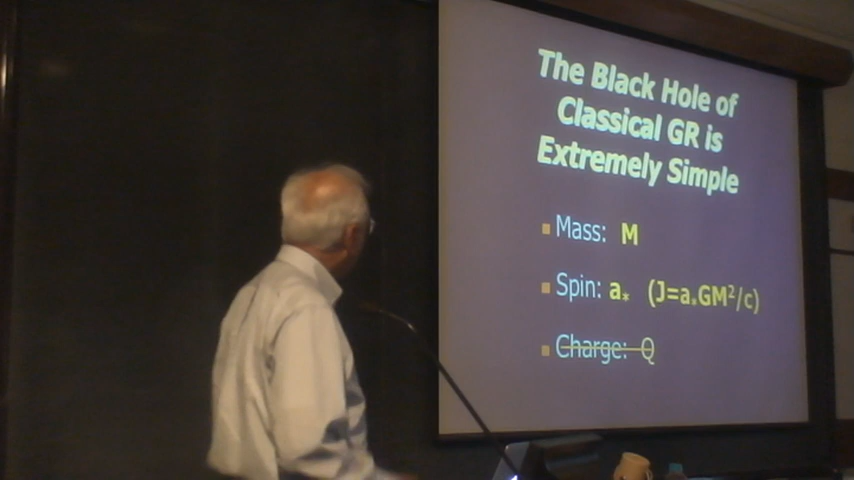 The Black Hole of
Classical GR is
Extremely Simple
Mass: M
Spin: a* (J=a*GM²/c)
Charge: Q